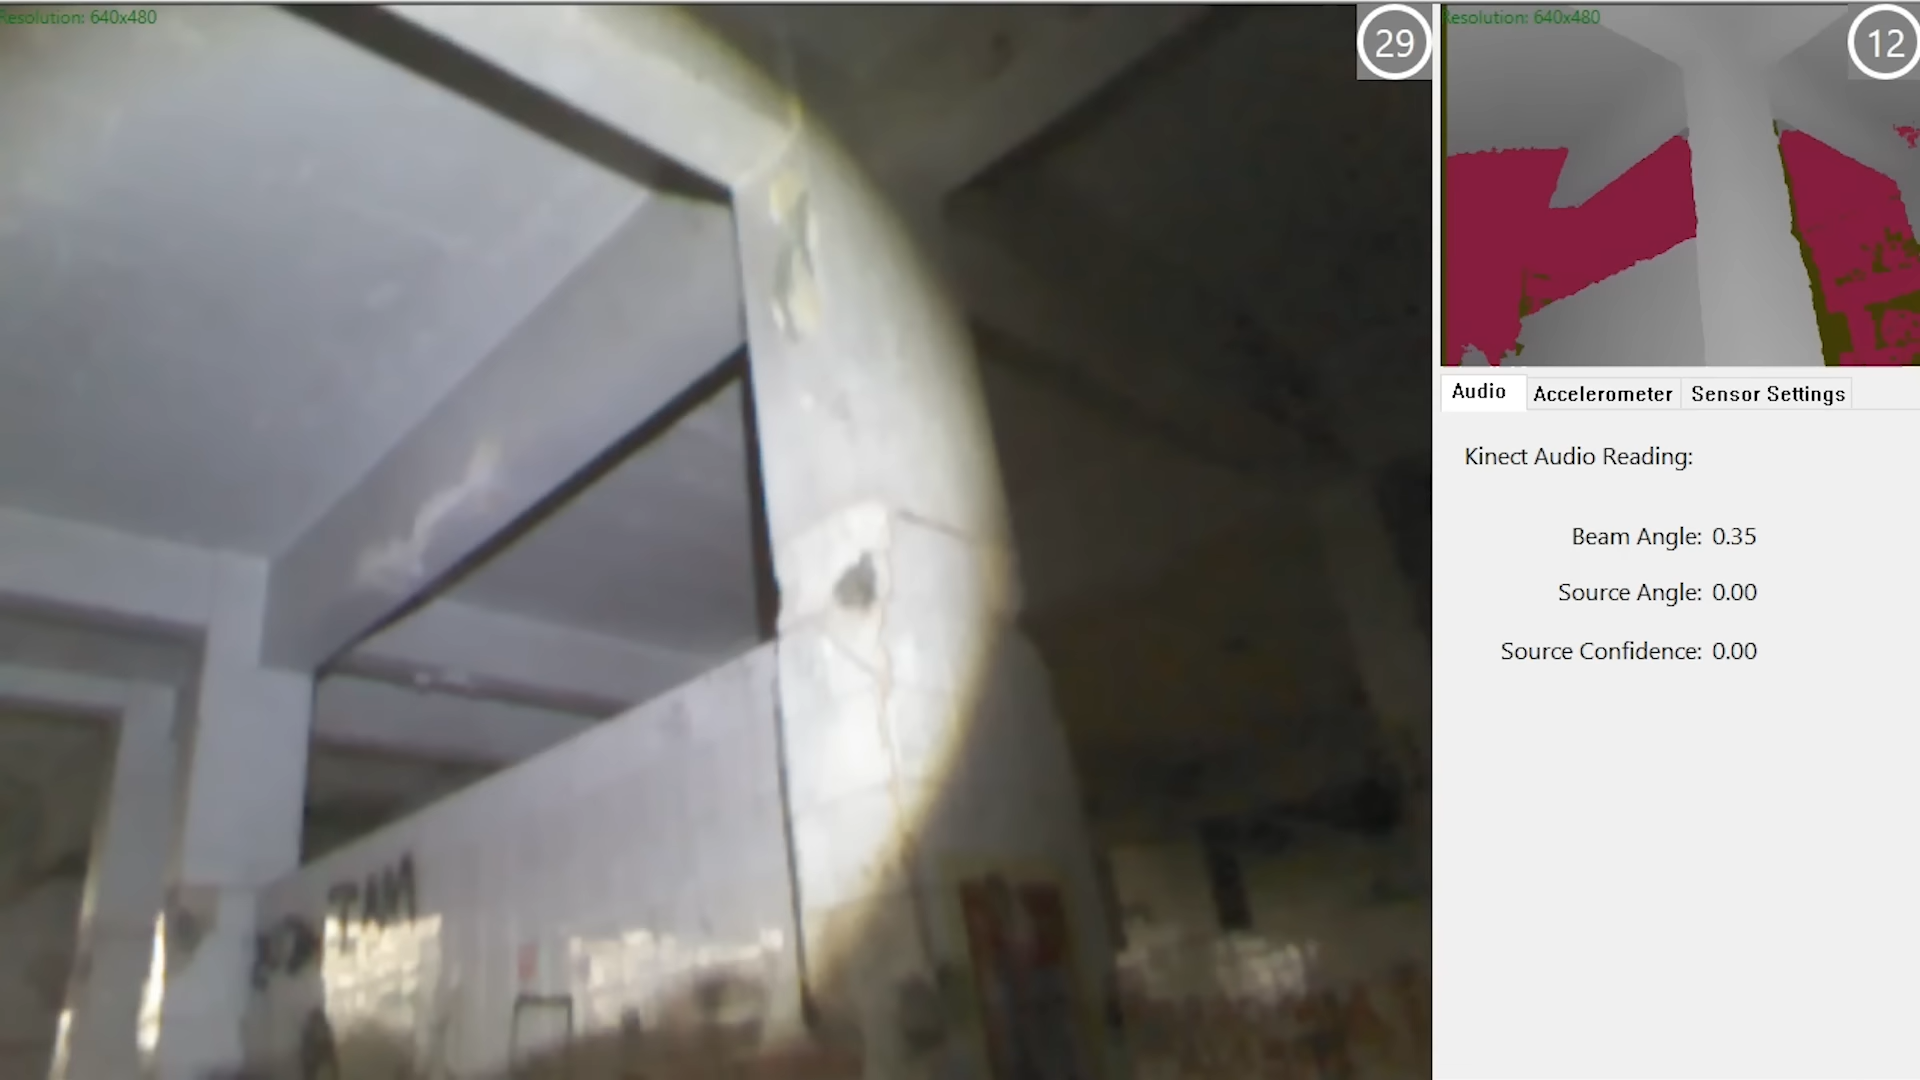 Resolution: 640x480
29
Resolution: 640x480
12
Audio
Accelerometer
Sensor Settings
Kinect Audio Reading:
Beam Angle: 0.35
Source Angle: 0.00
Source Confidence: 0.00